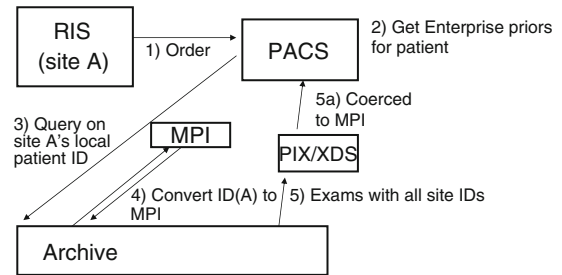 RIS
(site A)
1) Order
PACS
2) Get Enterprise priors
for patient
3) Query on
site A's local
patient ID
MPI
5a) Coerced
to MPI
PIX/XDS
4) Convert ID(A) to
MPI
5) Exams with all site IDs
Archive